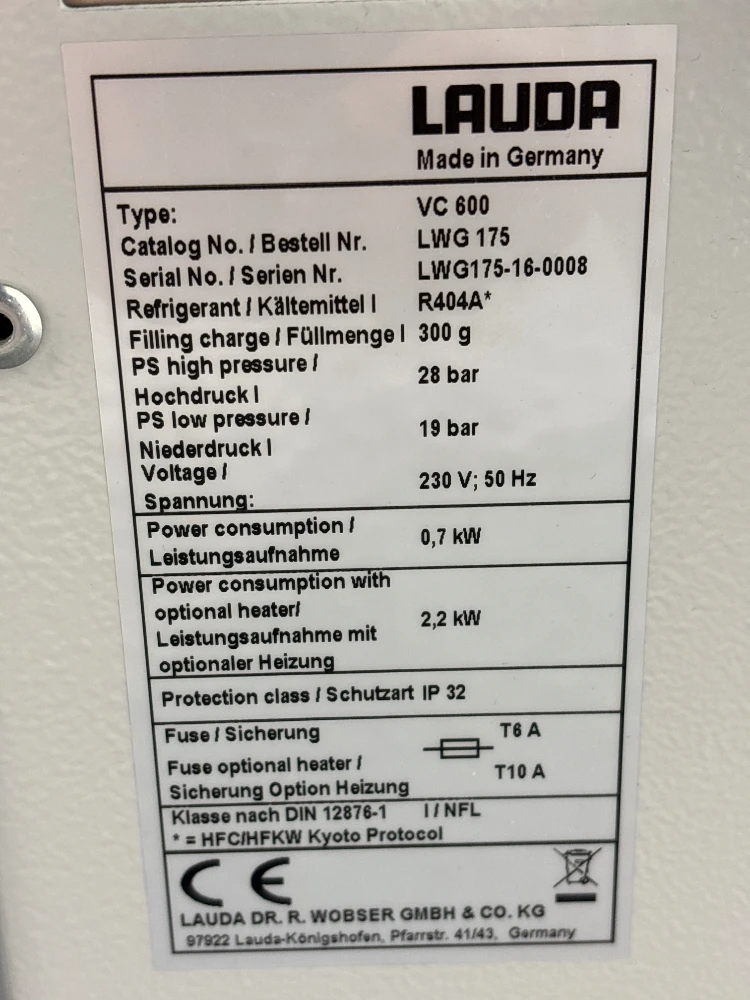 LAUDA
Made in Germany
Type: VC 600
Catalog No. / Bestell Nr. LWG 175
Serial No. / Serien Nr. LWG175-16-0008
Refrigerant / Kältemittel I R404A*
Filling charge / Füllmenge I 300 g
PS high pressure /
Hochdruck I 28 bar
PS low pressure /
Niederdruck I 19 bar
Voltage /
Spannung: 230 V; 50 Hz
Power consumption /
Leistungsaufnahme 0,7 kW
Power consumption with
optional heater/
Leistungsaufnahme mit 2,2 kW
optionaler Heizung
Protection class / Schutzart IP 32
Fuse / Sicherung T6 A
Fuse optional heater / T10 A
Sicherung Option Heizung
Klasse nach DIN 12876-1 I / NFL
* = HFC/HFKW Kyoto Protocol
CE
LAUDA DR. R. WOBSER GMBH & CO. KG
97922 Lauda-Königshofen, Pfarrstr. 41/43, Germany